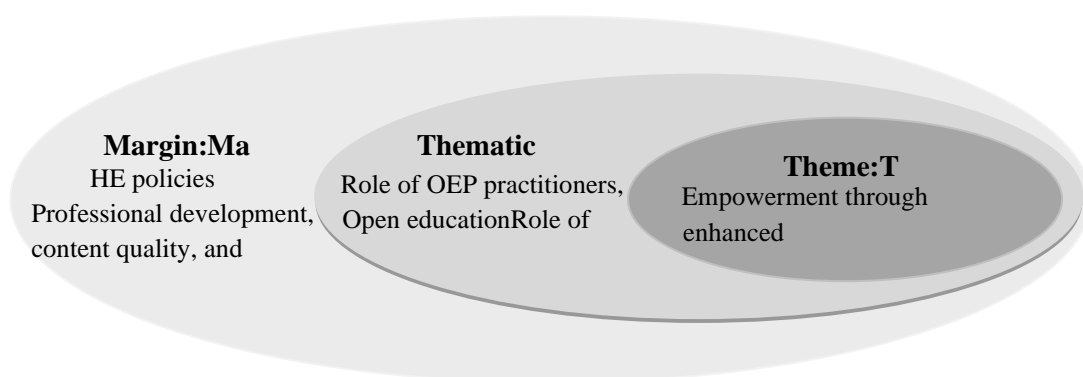 Margin:Ma
HE policies
Professional development,
content quality, and
Thematic
Role of OEP practitioners,
Open educationRole of
Theme:T
Empowerment through
enhanced